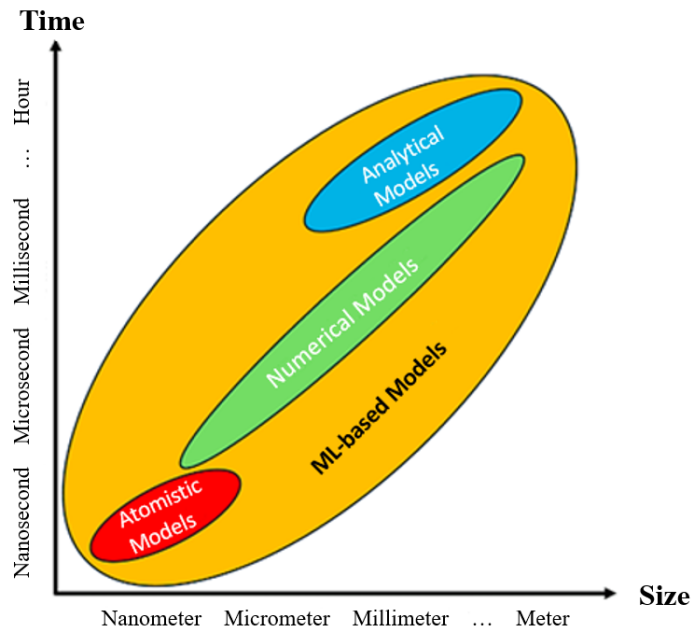 Time
Hour
...
Millisecond
Microsecond
Nanosecond
Analytical
Models
Numerical Models
ML-based Models
Atomistic
Models
Size
Nanometer Micrometer Millimeter ... Meter